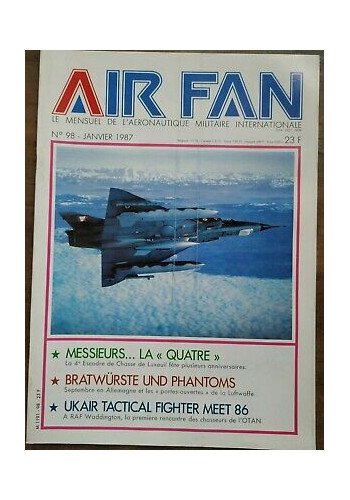 AIR FAN
LE MENSUEL DE L'AÉRONAUTIQUE MILITAIRE INTERNATIONALE
N° 98 - JANVIER 1987
23 F
★ MESSIEURS... LA « QUATRE »
La 4e Escadre de Chasse de Luxeuil fête plusieurs anniversaires.
★ BRATWÜRSTE UND PHANTOMS
Septembre en Allemagne et les « portes-ouvertes » de la Luftwaffe.
★ UKAIR TACTICAL FIGHTER MEET 86
A RAF Waddington, la première rencontre des chasseurs de l'OTAN.